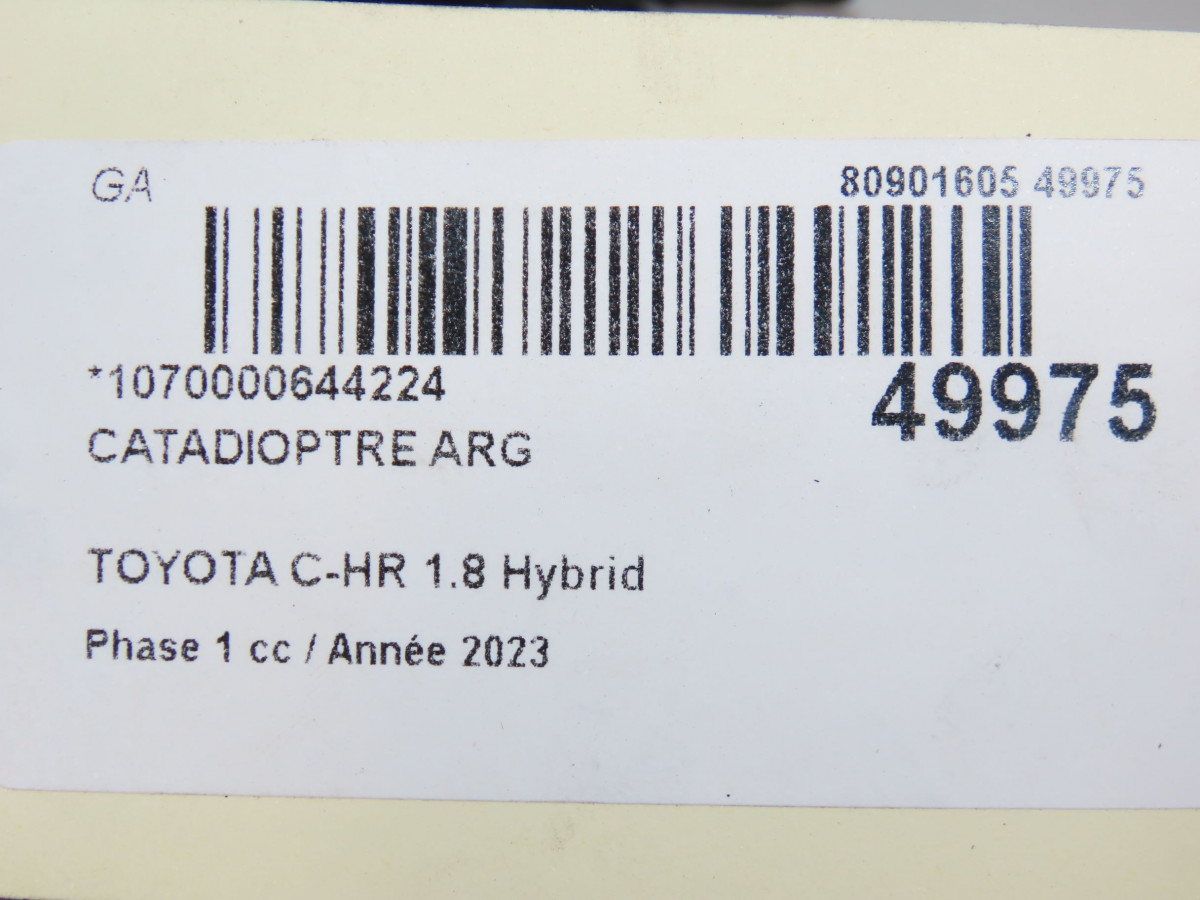 GA 80901605 49975
*1070000644224
49975
CATADIOPTRE ARG
TOYOTA C-HR 1.8 Hybrid
Phase 1 cc / Année 2023